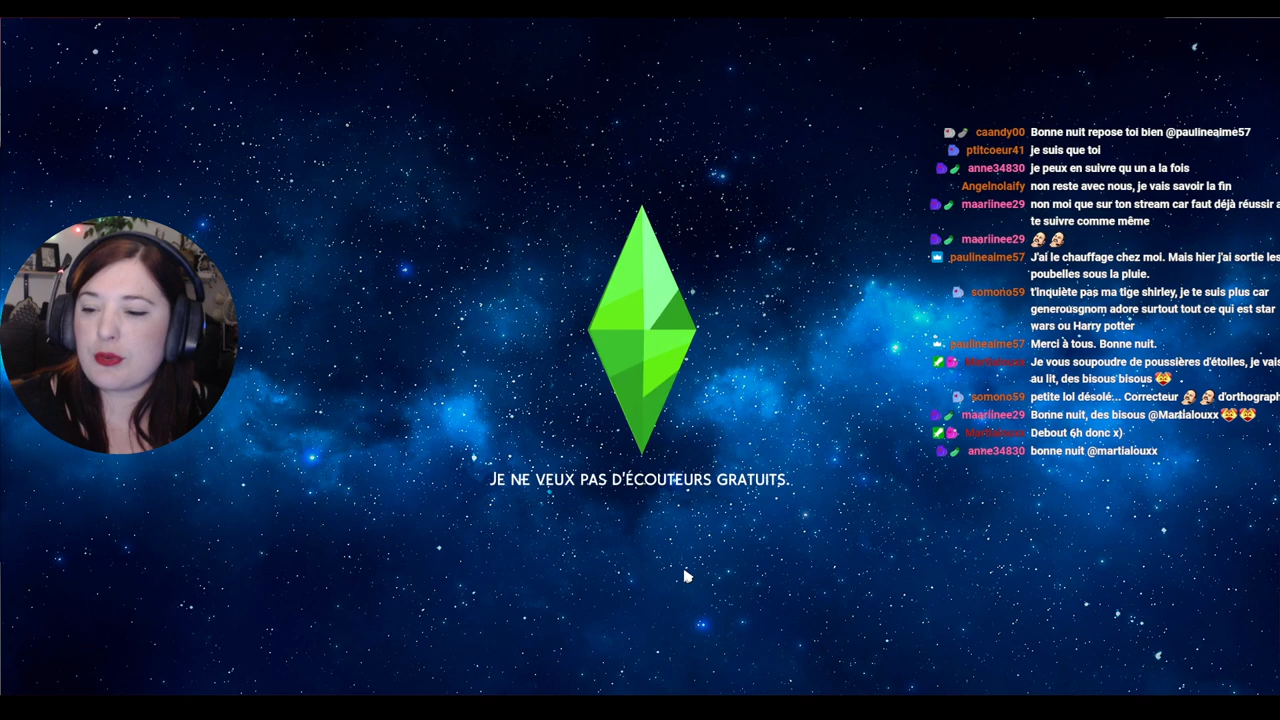 caandy00 Bonne nuit repose toi bien @paulineaime57
ptitcoeur41 je suis que toi
anne34830 je peux en suivre qu un a la fois
Angelnolaify non reste avec nous, je vais savoir la fin
maariinee29 non moi que sur ton stream car faut déjà réussir a
te suivre comme même
maariinee29
paulineaime57 J'ai le chauffage chez moi. Mais hier j'ai sortie les
poubelles sous la pluie.
somono59 t'inquiète pas ma tige shirley, je te suis plus car
generousgnom adore surtout tout ce qui est star
wars ou Harry potter
paulineaime57 Merci à tous. Bonne nuit.
Martialouxx Je vous soupoudre de poussières d'étoiles, je vais
au lit, des bisous bisous
somono59 petite lol désolé... Correcteur d'orthograph
maariinee29 Bonne nuit, des bisous @Martialouxx
Martialouxx Debout 6h donc x)
anne34830 bonne nuit @martialouxx
JE NE VEUX PAS D'ÉCOUTEURS GRATUITS.